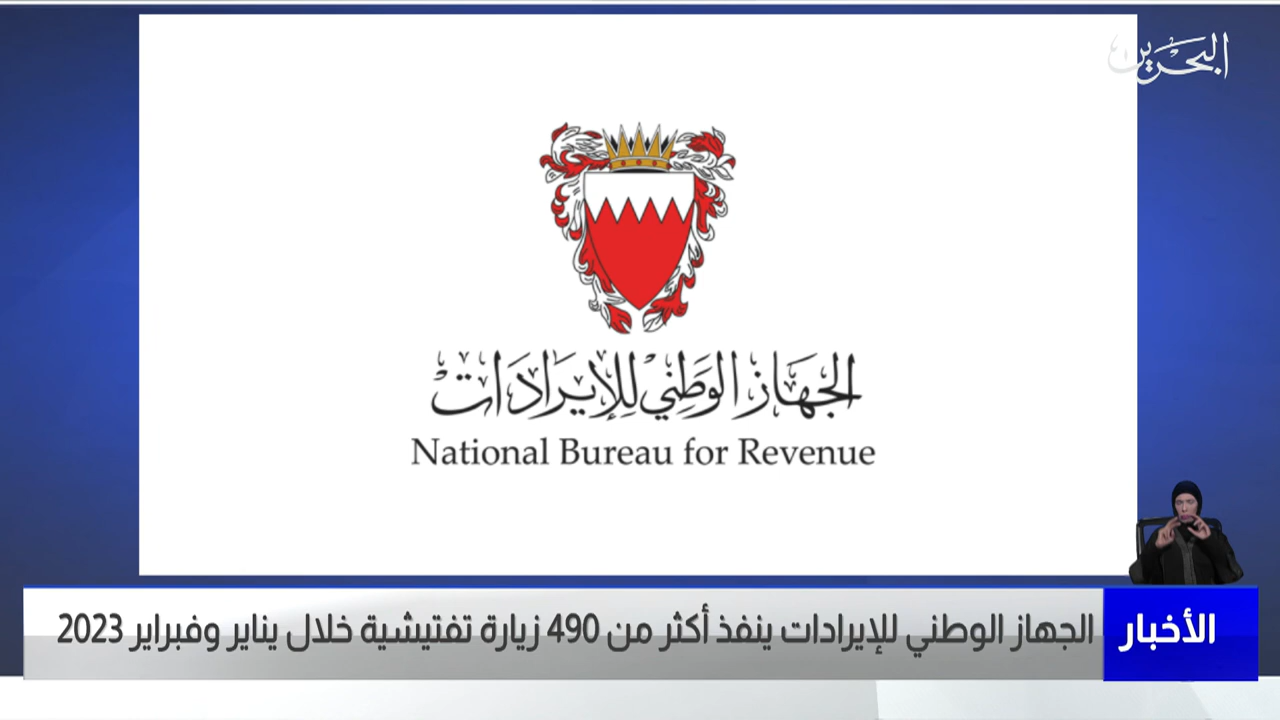 البحرين
الجهاز الوطني للإيرادات
National Bureau for Revenue
الأخبار
الجهاز الوطني للإيرادات ينفذ أكثر من 490 زيارة تفتيشية خلال يناير وفبراير 2023